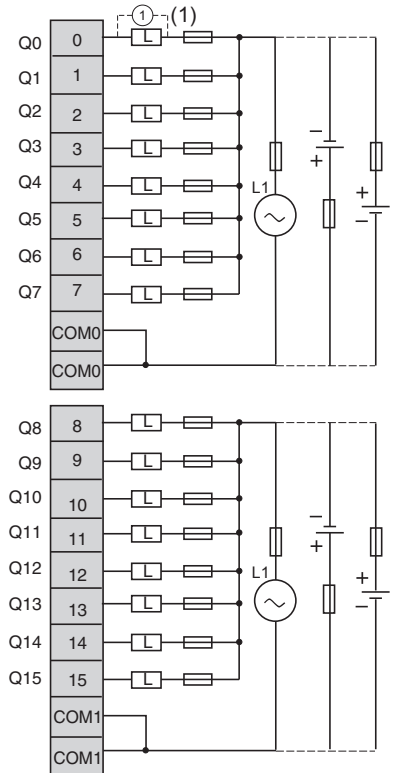 ① (1)
Q0 0 L
Q1 1 L
Q2 2 L
Q3 3 L
Q4 4 L L1
Q5 5 L
Q6 6 L
Q7 7 L
COM0
COM0
− +
+ −
Q8 8 L
Q9 9 L
Q10 10 L
Q11 11 L
Q12 12 L L1
Q13 13 L
Q14 14 L
Q15 15 L
COM1
COM1
− +
+ −